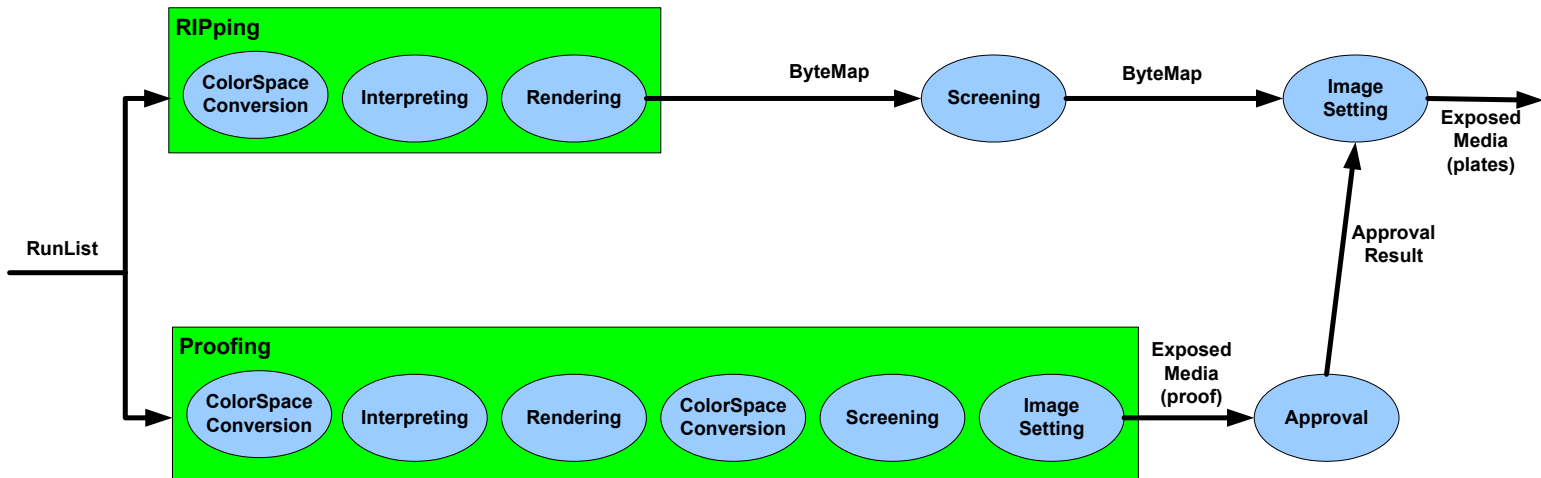 RIPping
ColorSpace
Conversion
Interpreting
Rendering
ByteMap
Screening
ByteMap
Image
Setting
Exposed
Media
(plates)
RunList
Approval
Result
Proofing
ColorSpace
Conversion
Interpreting
Rendering
ColorSpace
Conversion
Screening
Image
Setting
Exposed
Media
(proof)
Approval